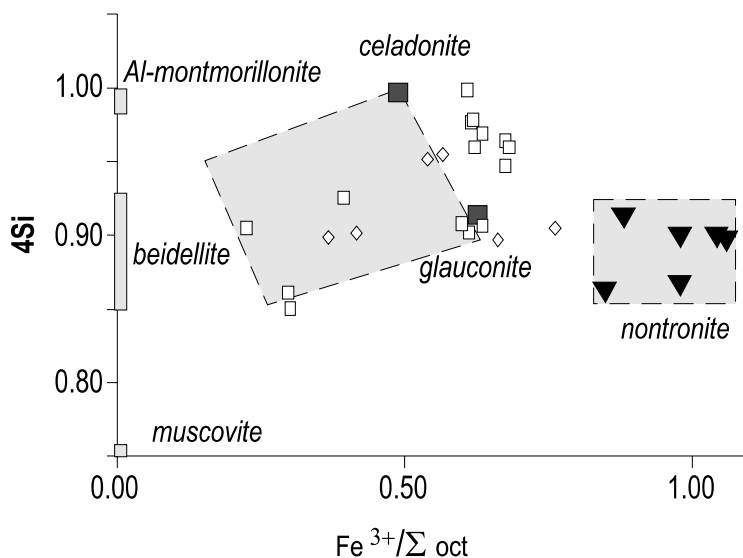 celadonite
Al-montmorillonite
1.00
4Si
0.90
beidellite
glauconite
nontronite
0.80
muscovite
0.00 0.50 1.00
Fe 3+/Σ oct